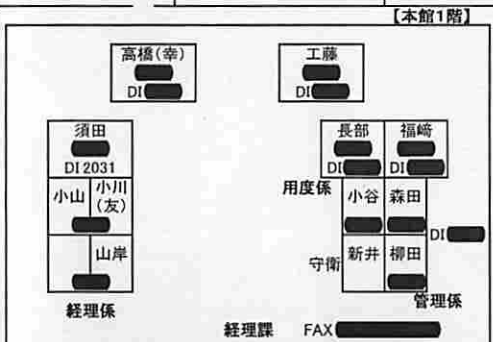 【本館1階】
高橋(幸)
DI
工藤
DI
須田
DI 2031
小山 小川(友)
山岸
経理係
長部 福﨑
DI DI
用度係
小谷 森田
DI
守衛 新井 柳田
管理係
経理課 FAX